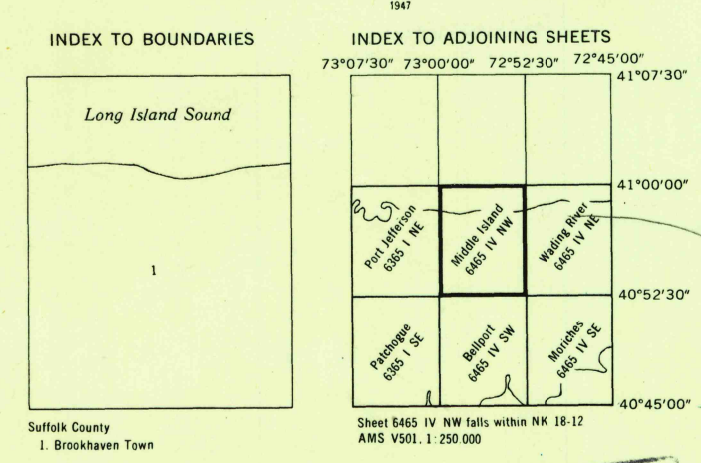 1947
INDEX TO BOUNDARIES
Long Island Sound
1
Suffolk County
1. Brookhaven Town
INDEX TO ADJOINING SHEETS
73°07'30" 73°00'00" 72°52'30" 72°45'00"
41°07'30"
41°00'00"
Port Jefferson
6365 I NE
Middle Island
6465 IV NW
Wading River
6465 IV NE
40°52'30"
Patchogue
6365 I SE
Bellport
6465 IV SW
Moriches
6465 IV SE
40°45'00"
Sheet 6465 IV NW falls within NK 18-12
AMS V501, 1:250.000